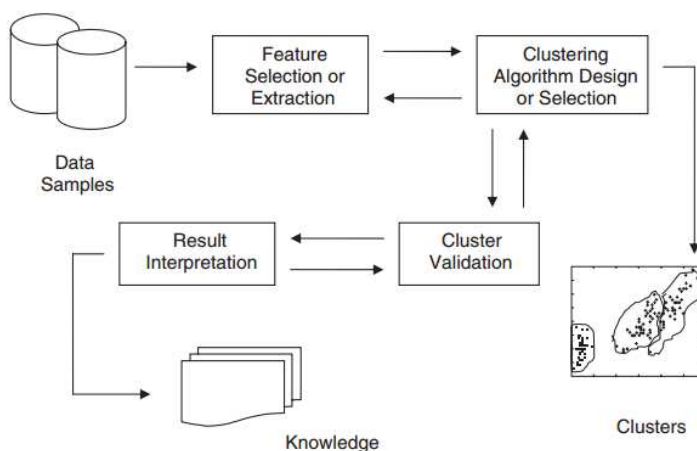 Feature
Selection or
Extraction
Clustering
Algorithm Design
or Selection
Data
Samples
Result
Interpretation
Cluster
Validation
Knowledge
Clusters